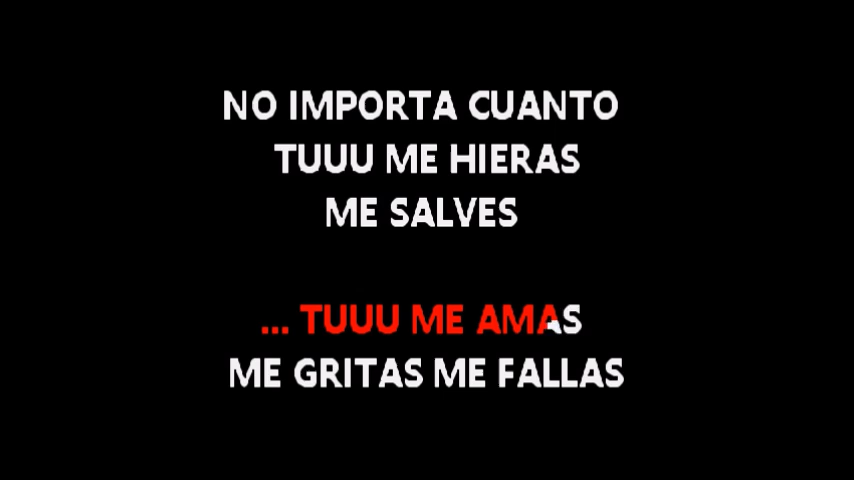 NO IMPORTA CUANTO
TUUU ME HIERAS
ME SALVES
... TUUU ME AMAS
ME GRITAS ME FALLAS